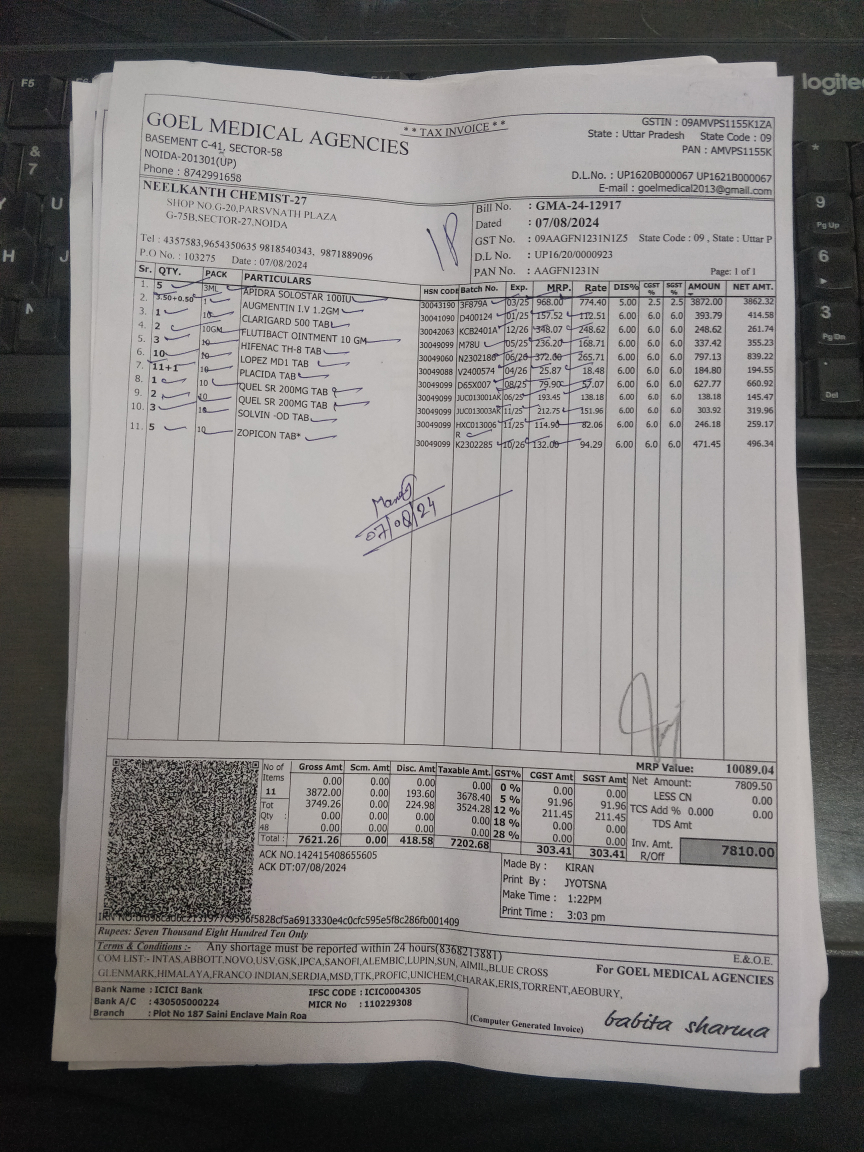 ** TAX INVOICE **
GOEL MEDICAL AGENCIES
BASEMENT C-41, SECTOR-58
NOIDA-201301(UP)
Phone : 8742991658
GSTIN : 09AMVPS1155K1ZA
State : Uttar Pradesh State Code : 09
PAN : AMVPS1155K
D.L.No. : UP1620B000067 UP1621B000067
E-mail : goelmedical2013@gmail.com
NEELKANTH CHEMIST-27
SHOP NO.G-20,PARSVNATH PLAZA
G-75B,SECTOR-27,NOIDA
Tel : 4357583,9654350635 9818540343, 9871889096
P.O No. : 103275 Date : 07/08/2024
Bill No. : GMA-24-12917
Dated : 07/08/2024
GST No. : 09AAGFN1231N1Z5 State Code : 09 , State : Uttar P
D.L No. : UP16/20/0000923
PAN No. : AAGFN1231N Page: 1 of 1
Sr. QTY. PACK PARTICULARS HSN CODE Batch No. Exp. MRP. Rate DIS% CGST % SGST % AMOUN NET AMT.
1. 5 3ML APIDRA SOLOSTAR 100IU 30043190 3F879A 03/25 968.00 774.40 5.00 2.5 2.5 3872.00 3862.32
2. 3.50+0.50 1 AUGMENTIN I.V 1.2GM 30041090 D400124 01/25 157.52 112.51 6.00 6.0 6.0 393.79 414.58
3. 1 10 CLARIGARD 500 TAB 30042063 KCB2401A 12/26 348.07 248.62 6.00 6.0 6.0 248.62 261.74
4. 2 10GM FLUTIBACT OINTMENT 10 GM 30049099 M78U 05/25 236.20 168.71 6.00 6.0 6.0 337.42 355.23
5. 3 10 HIFENAC TH-8 TAB 30049060 N2302186 06/26 372.00 265.71 6.00 6.0 6.0 797.13 839.22
6. 10 10 LOPEZ MD1 TAB 30049088 V2400574 04/26 25.87 18.48 6.00 6.0 6.0 184.80 194.55
7. 11+1 10 PLACIDA TAB 30049099 D65X007 08/25 79.90 57.07 6.00 6.0 6.0 627.77 660.92
8. 1 10 QUEL SR 200MG TAB 30049099 JUC013001AK 06/25 193.45 138.18 6.00 6.0 6.0 138.18 145.47
9. 2 10 QUEL SR 200MG TAB 30049099 JUC013003AK 11/25 212.75 151.96 6.00 6.0 6.0 303.92 319.96
10. 3 SOLVIN -OD TAB 30049099 HXC013006 R 11/25 114.90 82.06 6.00 6.0 6.0 246.18 259.17
11. 5 10 ZOPICON TAB* 30049099 K2302285 10/26 132.00 94.29 6.00 6.0 6.0 471.45 496.34
07/08/24
MRP Value: 10089.04
No of Items 11 Tot Qty : 48
Gross Amt Scm. Amt Disc. Amt Taxable Amt. GST% CGST Amt SGST Amt
0.00 0.00 0.00 0.00 0 % 0.00 0.00
3872.00 0.00 193.60 3678.40 5 % 91.96 91.96
3749.26 0.00 224.98 3524.28 12 % 211.45 211.45
0.00 0.00 0.00 0.00 18 % 0.00 0.00
0.00 0.00 0.00 0.00 28 % 0.00 0.00
Total : 7621.26 0.00 418.58 7202.68 303.41 303.41
Net Amount: 7809.50
LESS CN 0.00
TCS Add % 0.000 0.00
TDS Amt
Inv. Amt. 7810.00
R/Off
ACK NO.142415408655605
ACK DT:07/08/2024
Made By : KIRAN
Print By : JYOTSNA
Make Time : 1:22PM
Print Time : 3:03 pm
Rupees: Seven Thousand Eight Hundred Ten Only
Terms & Conditions :- Any shortage must be reported within 24 hours(8368213881) E.&.O.E.
COM LIST:- INTAS,ABBOTT,NOVO,USV,GSK,IPCA,SANOFI,ALEMBIC,LUPIN,SUN, AIMIL,BLUE CROSS
GLENMARK,HIMALAYA,FRANCO INDIAN,SERDIA,MSD,TTK,PROFIC,UNICHEM,CHARAK,ERIS,TORRENT,AEOBURY,
For GOEL MEDICAL AGENCIES
Bank Name : ICICI Bank IFSC CODE : ICIC0004305
Bank A/C : 430505000224 MICR No : 110229308
Branch : Plot No 187 Saini Enclave Main Roa
(Computer Generated Invoice)
babita sharma
logitec
F5
&
7
U
H
J
N
*
9
Pg Up
6
3
Pg Dn
Del